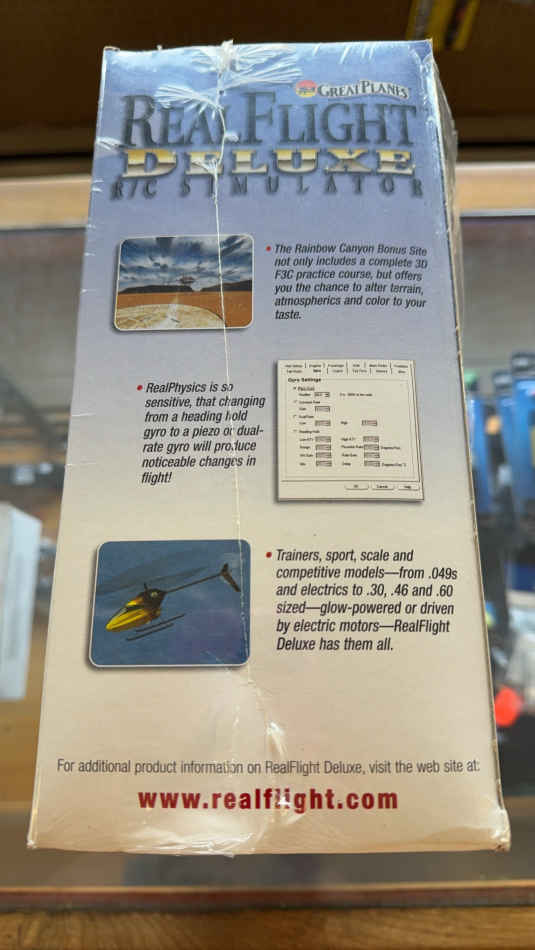 GREATPLANES
REALFLIGHT
DELUXE
R/C SIMULATOR
• The Rainbow Canyon Bonus Site
not only includes a complete 3D
F3C practice course, but offers
you the chance to alter terrain,
atmospherics and color to your
taste.
• RealPhysics is so
sensitive, that changing
from a heading hold
gyro to a piezo or dual-
rate gyro will produce
noticeable changes in
flight!
Gyro Settings
• Trainers, sport, scale and
competitive models—from .049s
and electrics to .30, .46 and .60
sized—glow-powered or driven
by electric motors—RealFlight
Deluxe has them all.
For additional product information on RealFlight Deluxe, visit the web site at:
www.realflight.com